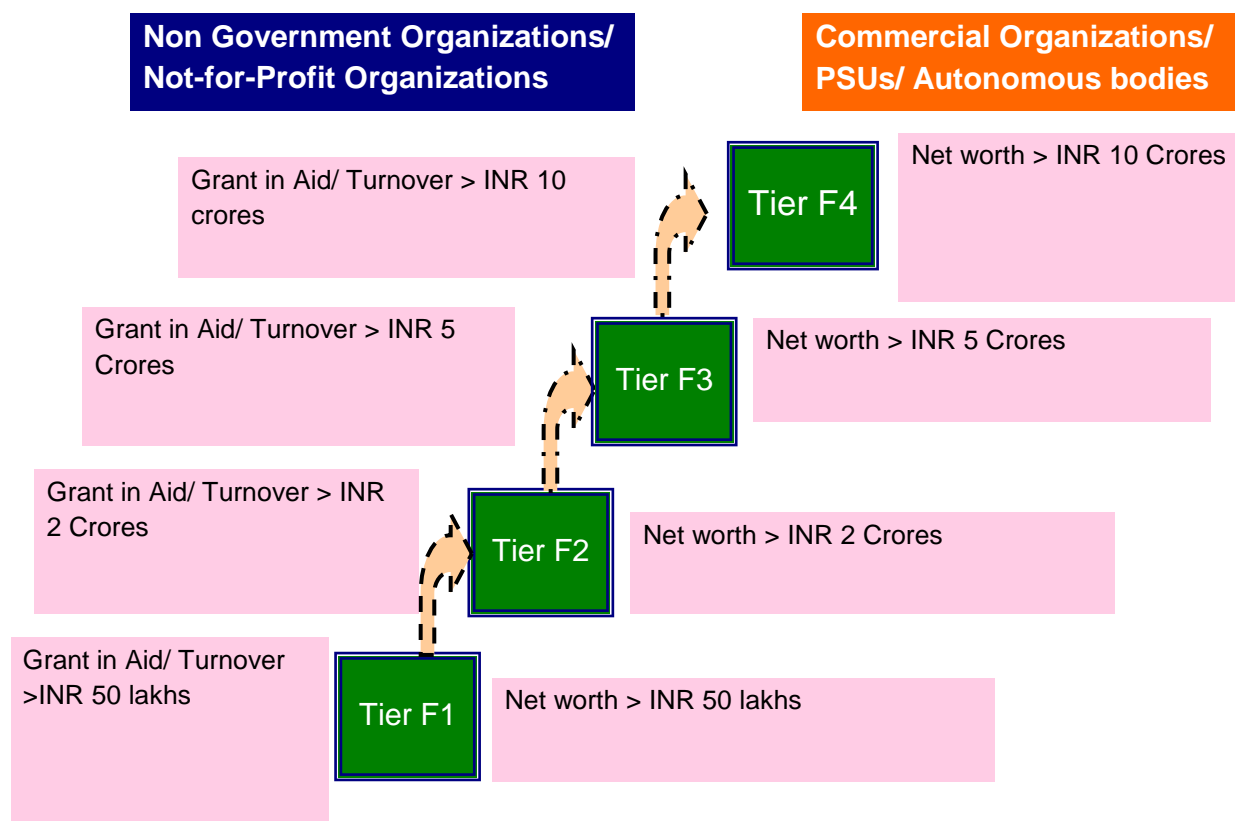 Non Government Organizations/
Not-for-Profit Organizations
Commercial Organizations/
PSUs/ Autonomous bodies
Grant in Aid/ Turnover > INR 10
crores
Tier F4
Net worth > INR 10 Crores
Grant in Aid/ Turnover > INR 5
Crores
Tier F3
Net worth > INR 5 Crores
Grant in Aid/ Turnover > INR
2 Crores
Tier F2
Net worth > INR 2 Crores
Grant in Aid/ Turnover
>INR 50 lakhs
Tier F1
Net worth > INR 50 lakhs